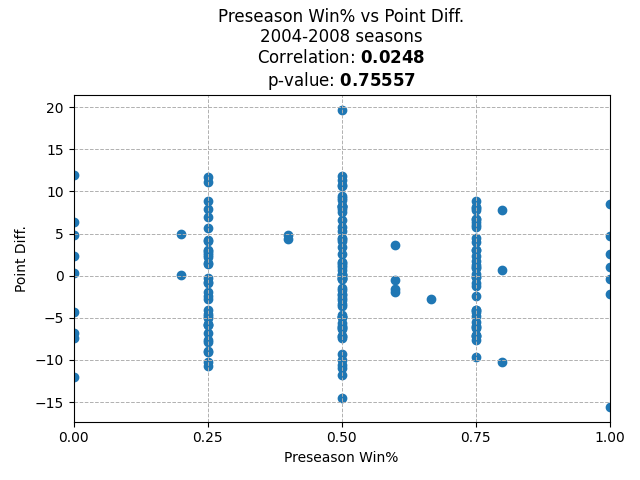 Preseason Win% vs Point Diff.
2004-2008 seasons
Correlation: 0.0248
p-value: 0.75557
20
15
10
5
0
−5
−10
−15
Point Diff.
0.00 0.25 0.50 0.75 1.00
Preseason Win%